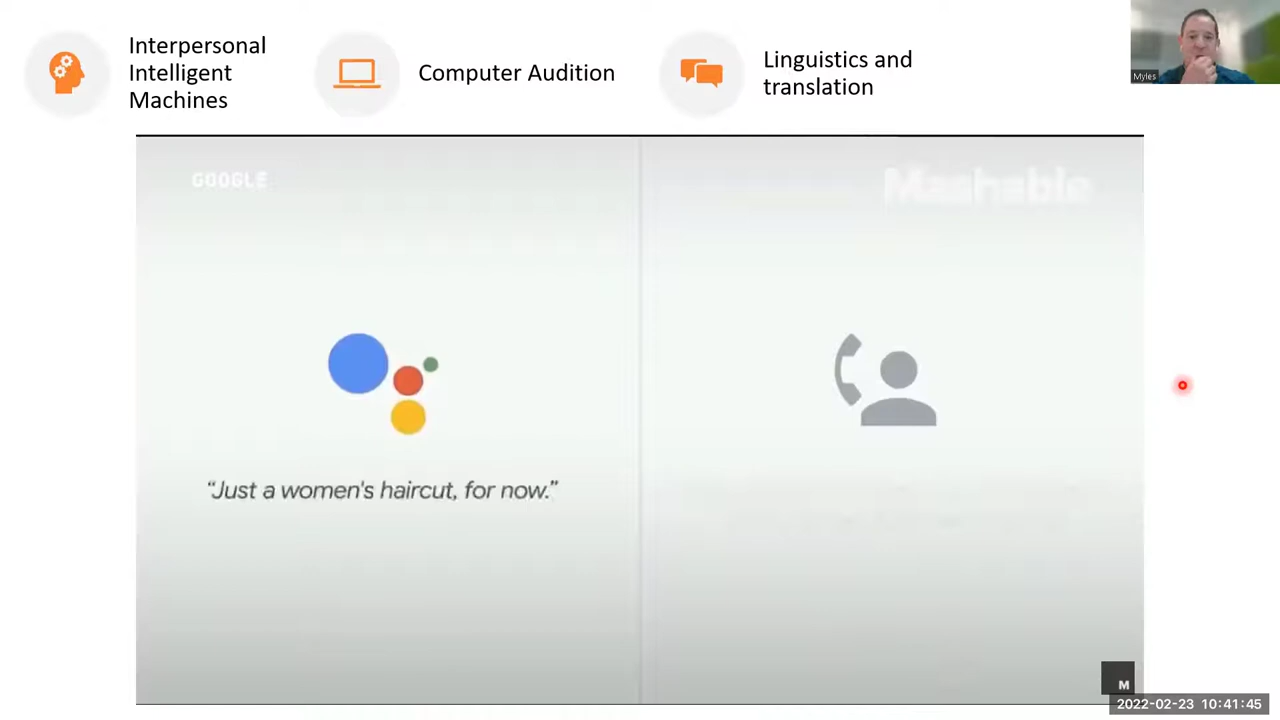 Interpersonal
Intelligent
Machines
Computer Audition
Linguistics and
translation
Myles
GOOGLE
Mashable
“Just a women's haircut, for now.”
M
2022-02-23 10:41:45